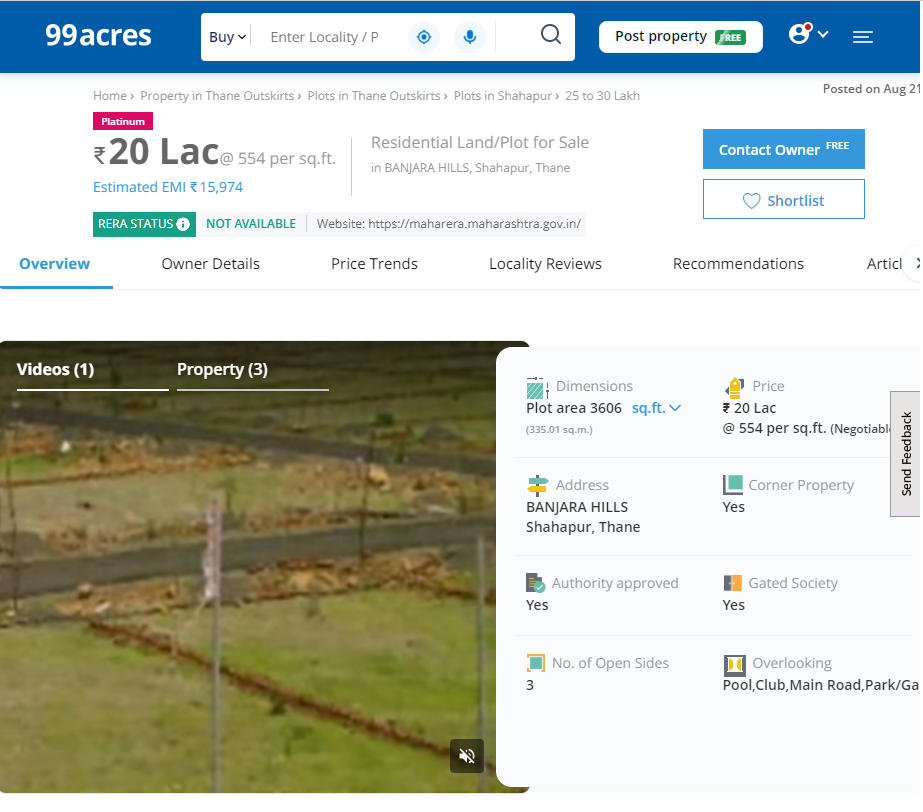 99acres
Buy
Enter Locality / P
Post property FREE
Posted on Aug 21
Home › Property in Thane Outskirts › Plots in Thane Outskirts › Plots in Shahapur › 25 to 30 Lakh
Platinum
₹ 20 Lac @ 554 per sq.ft.
Estimated EMI ₹ 15,974
Residential Land/Plot for Sale
in BANJARA HILLS, Shahapur, Thane
Contact Owner FREE
Shortlist
RERA STATUS i NOT AVAILABLE Website: https://maharera.maharashtra.gov.in/
Overview Owner Details Price Trends Locality Reviews Recommendations Articl
Videos (1) Property (3)
Dimensions
Plot area 3606 sq.ft.
(335.01 sq.m.)
Price
₹ 20 Lac
@ 554 per sq.ft. (Negotiable
Address
BANJARA HILLS
Shahapur, Thane
Corner Property
Yes
Authority approved
Yes
Gated Society
Yes
No. of Open Sides
3
Overlooking
Pool,Club,Main Road,Park/Ga
Send Feedback